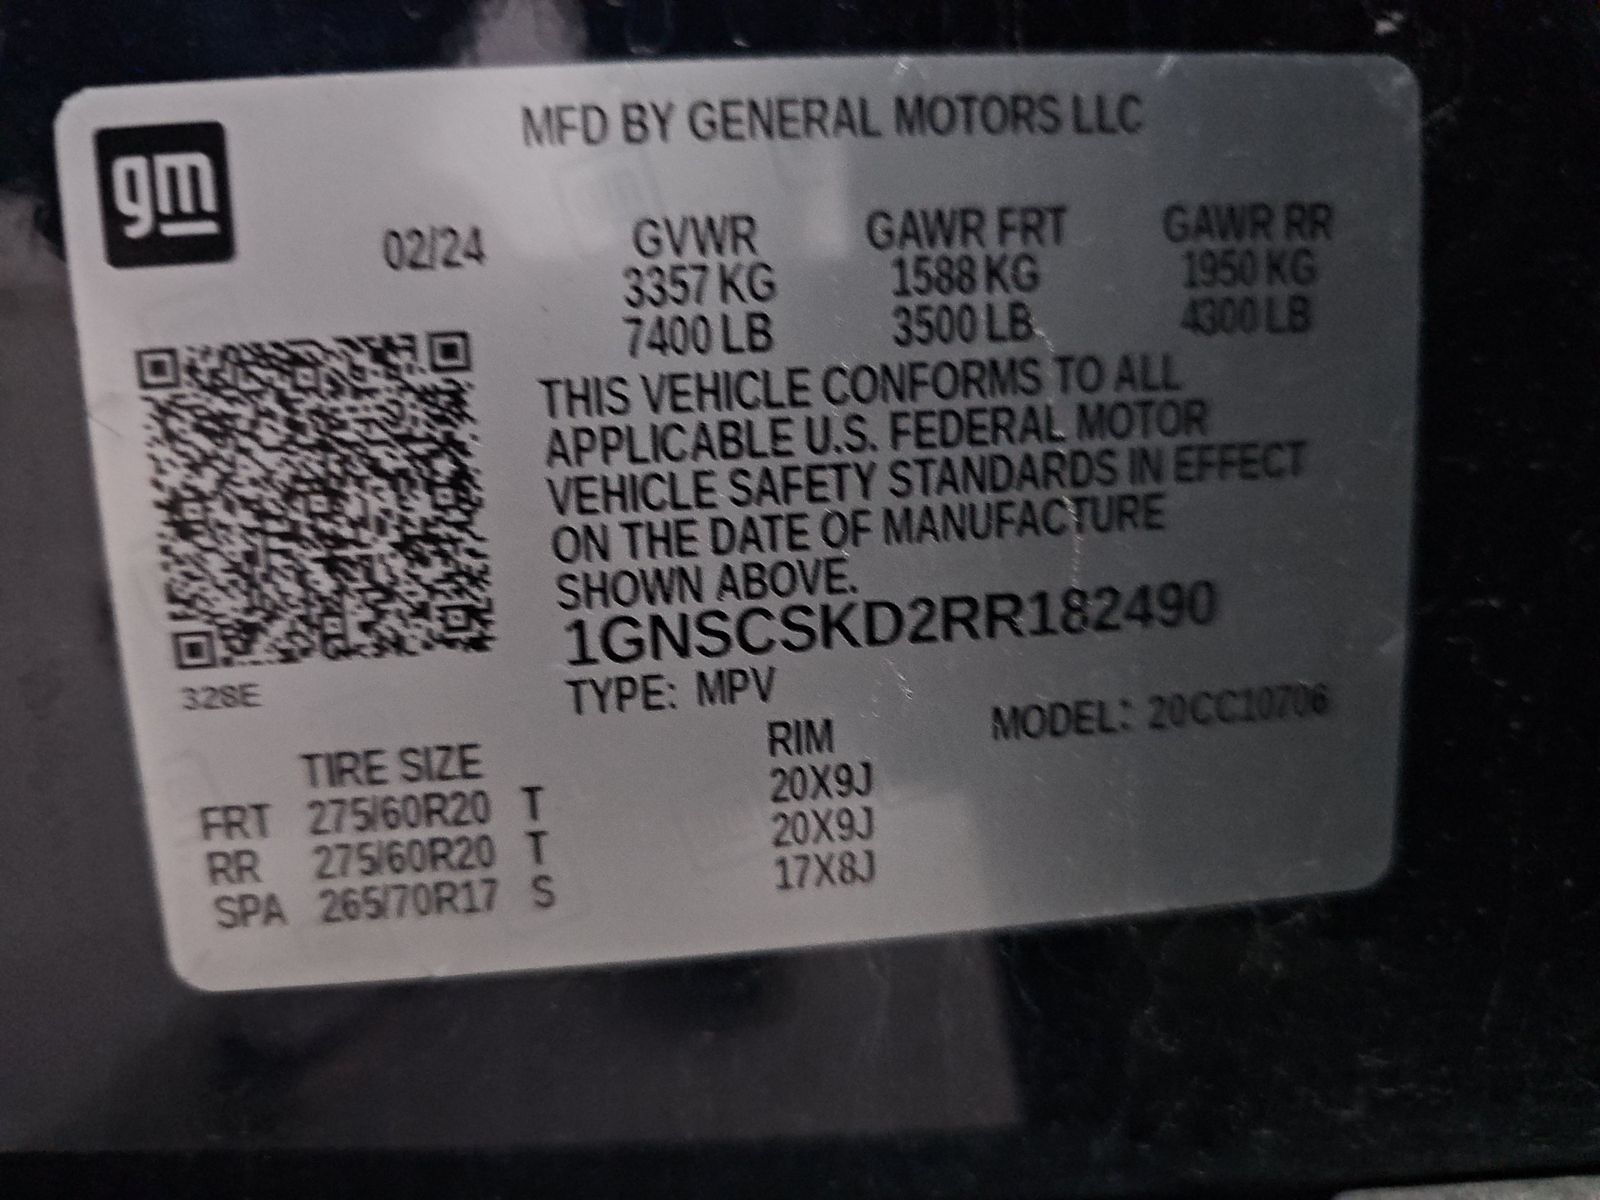 gm
MFD BY GENERAL MOTORS LLC
02/24 GVWR GAWR FRT GAWR RR
3357 KG 1588 KG 1950 KG
7400 LB 3500 LB 4300 LB
THIS VEHICLE CONFORMS TO ALL
APPLICABLE U.S. FEDERAL MOTOR
VEHICLE SAFETY STANDARDS IN EFFECT
ON THE DATE OF MANUFACTURE
SHOWN ABOVE.
1GNSCSKD2RR182490
328E
TYPE: MPV MODEL: 20CC10706
TIRE SIZE RIM
FRT 275/60R20 T 20X9J
RR 275/60R20 T 20X9J
SPA 265/70R17 S 17X8J